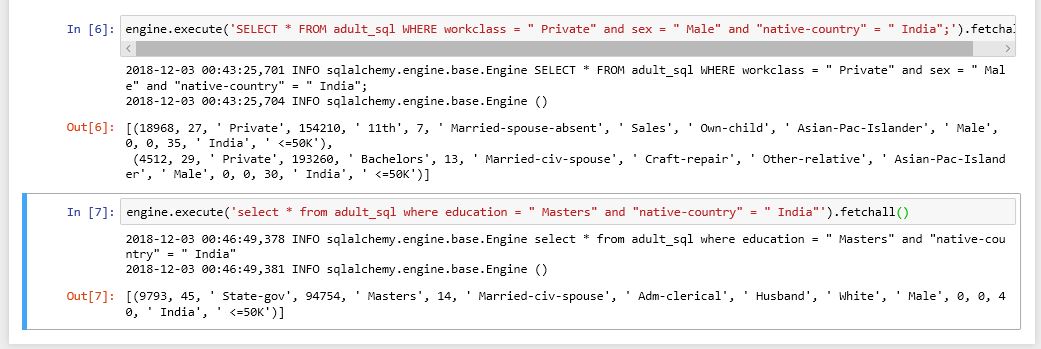 In [6]: engine.execute('SELECT * FROM adult_sql WHERE workclass = " Private" and sex = " Male" and "native-country" = " India";').fetchal
2018-12-03 00:43:25,701 INFO sqlalchemy.engine.base.Engine SELECT * FROM adult_sql WHERE workclass = " Private" and sex = " Mal
e" and "native-country" = " India";
2018-12-03 00:43:25,704 INFO sqlalchemy.engine.base.Engine ()
Out[6]: [(18968, 27, ' Private', 154210, ' 11th', 7, ' Married-spouse-absent', ' Sales', ' Own-child', ' Asian-Pac-Islander', ' Male',
0, 0, 35, ' India', ' <=50K'),
(4512, 29, ' Private', 193260, ' Bachelors', 13, ' Married-civ-spouse', ' Craft-repair', ' Other-relative', ' Asian-Pac-Island
er', ' Male', 0, 0, 30, ' India', ' <=50K')]
In [7]: engine.execute('select * from adult_sql where education = " Masters" and "native-country" = " India"').fetchall()
2018-12-03 00:46:49,378 INFO sqlalchemy.engine.base.Engine select * from adult_sql where education = " Masters" and "native-cou
ntry" = " India"
2018-12-03 00:46:49,381 INFO sqlalchemy.engine.base.Engine ()
Out[7]: [(9793, 45, ' State-gov', 94754, ' Masters', 14, ' Married-civ-spouse', ' Adm-clerical', ' Husband', ' White', ' Male', 0, 0, 4
0, ' India', ' <=50K')]